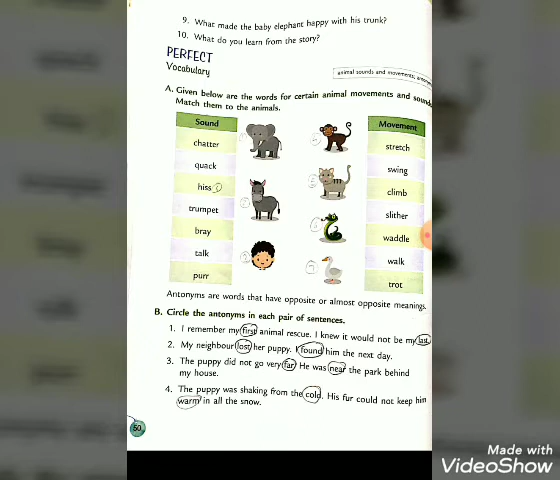 9. What made the baby elephant happy with his trunk?
10. What do you learn from the story?
PERFECT
Vocabulary
animal sounds and movements;
A. Given below are the words for certain animal movements and sounds
Match them to the animals.
Sound
chatter
quack
hiss
trumpet
bray
talk
purr
Movement
stretch
swing
climb
slither
waddle
walk
trot
Antonyms are words that have opposite or almost opposite meanings.
B. Circle the antonyms in each pair of sentences.
1. I remember my first animal rescue. I knew it would not be my last.
2. My neighbour lost her puppy. I found him the next day.
3. The puppy did not go very far. He was near the park behind
my house.
4. The puppy was shaking from the cold. His fur could not keep him
warm in all the snow.
50
Made with
VideoShow